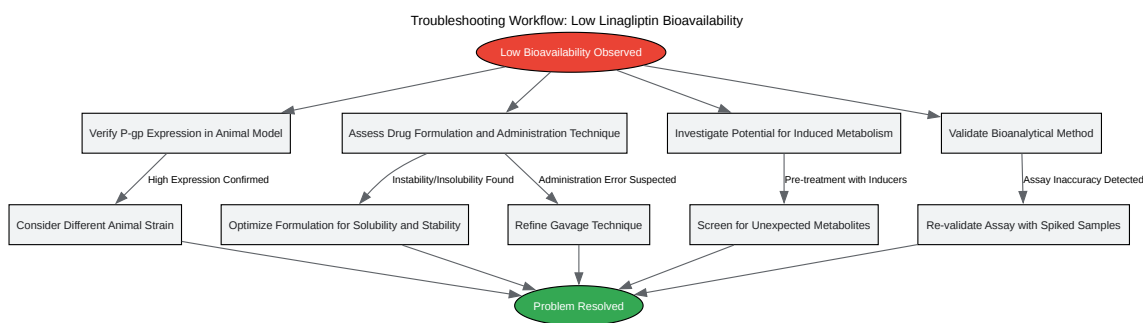 Troubleshooting Workflow: Low Linagliptin Bioavailability
Low Bioavailability Observed
Verify P-gp Expression in Animal Model
Assess Drug Formulation and Administration Technique
Investigate Potential for Induced Metabolism
Validate Bioanalytical Method
High Expression Confirmed
Instability/Insolubility Found
Administration Error Suspected
Pre-treatment with Inducers
Assay Inaccuracy Detected
Consider Different Animal Strain
Optimize Formulation for Solubility and Stability
Refine Gavage Technique
Screen for Unexpected Metabolites
Re-validate Assay with Spiked Samples
Problem Resolved